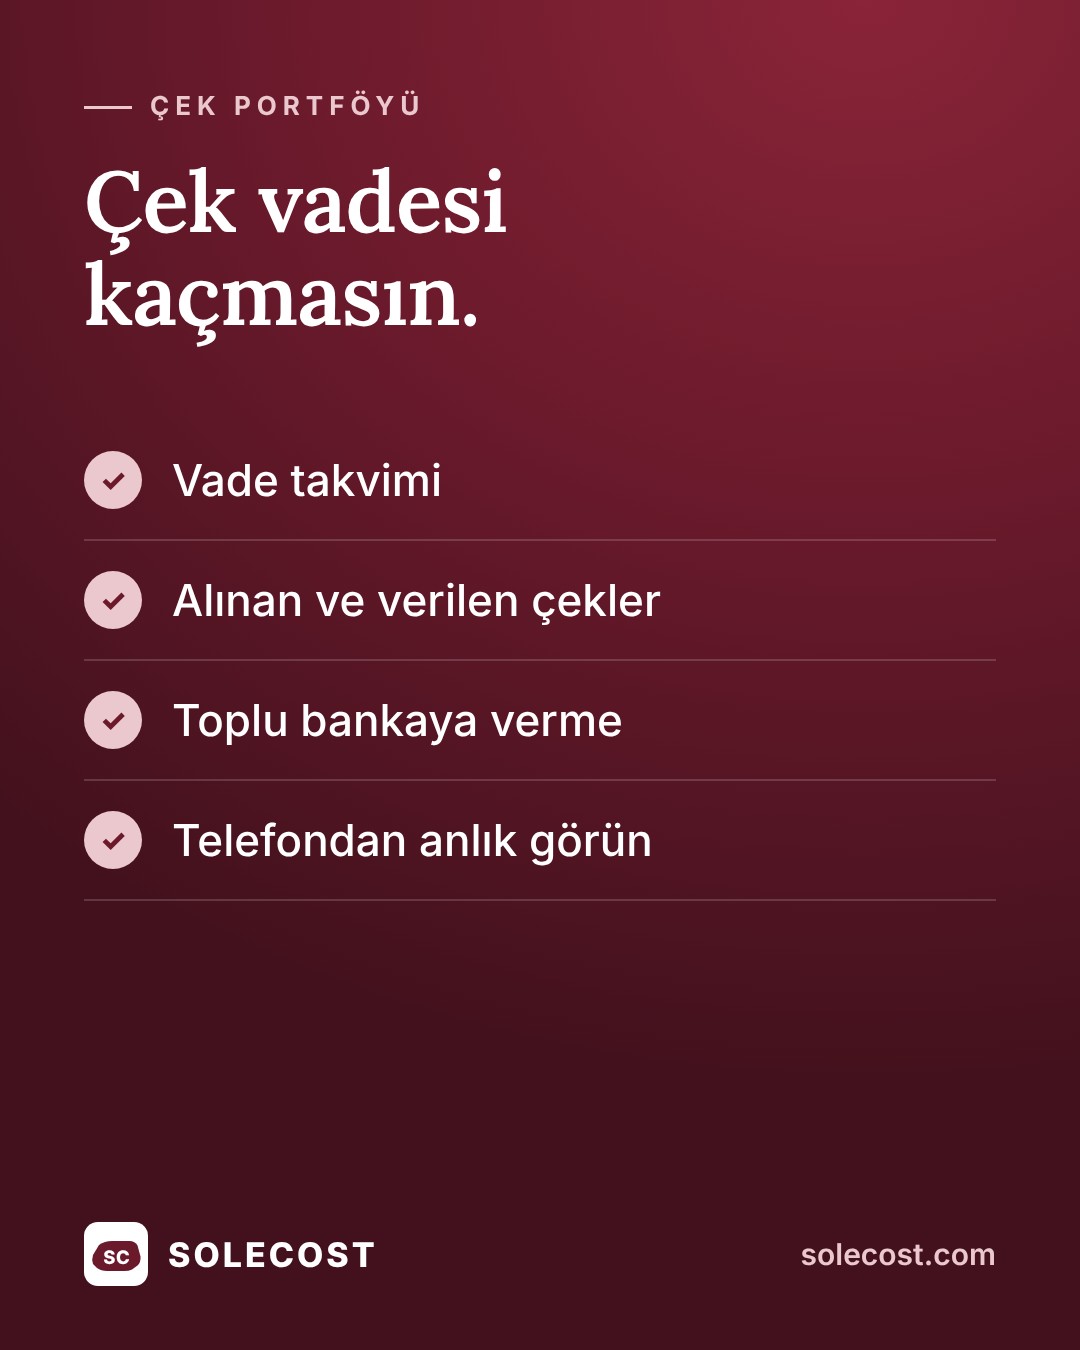 ÇEK PORTFÖYÜ
Çek vadesi
kaçmasın.
Vade takvimi
Alınan ve verilen çekler
Toplu bankaya verme
Telefondan anlık görün
SC SOLECOST
solecost.com